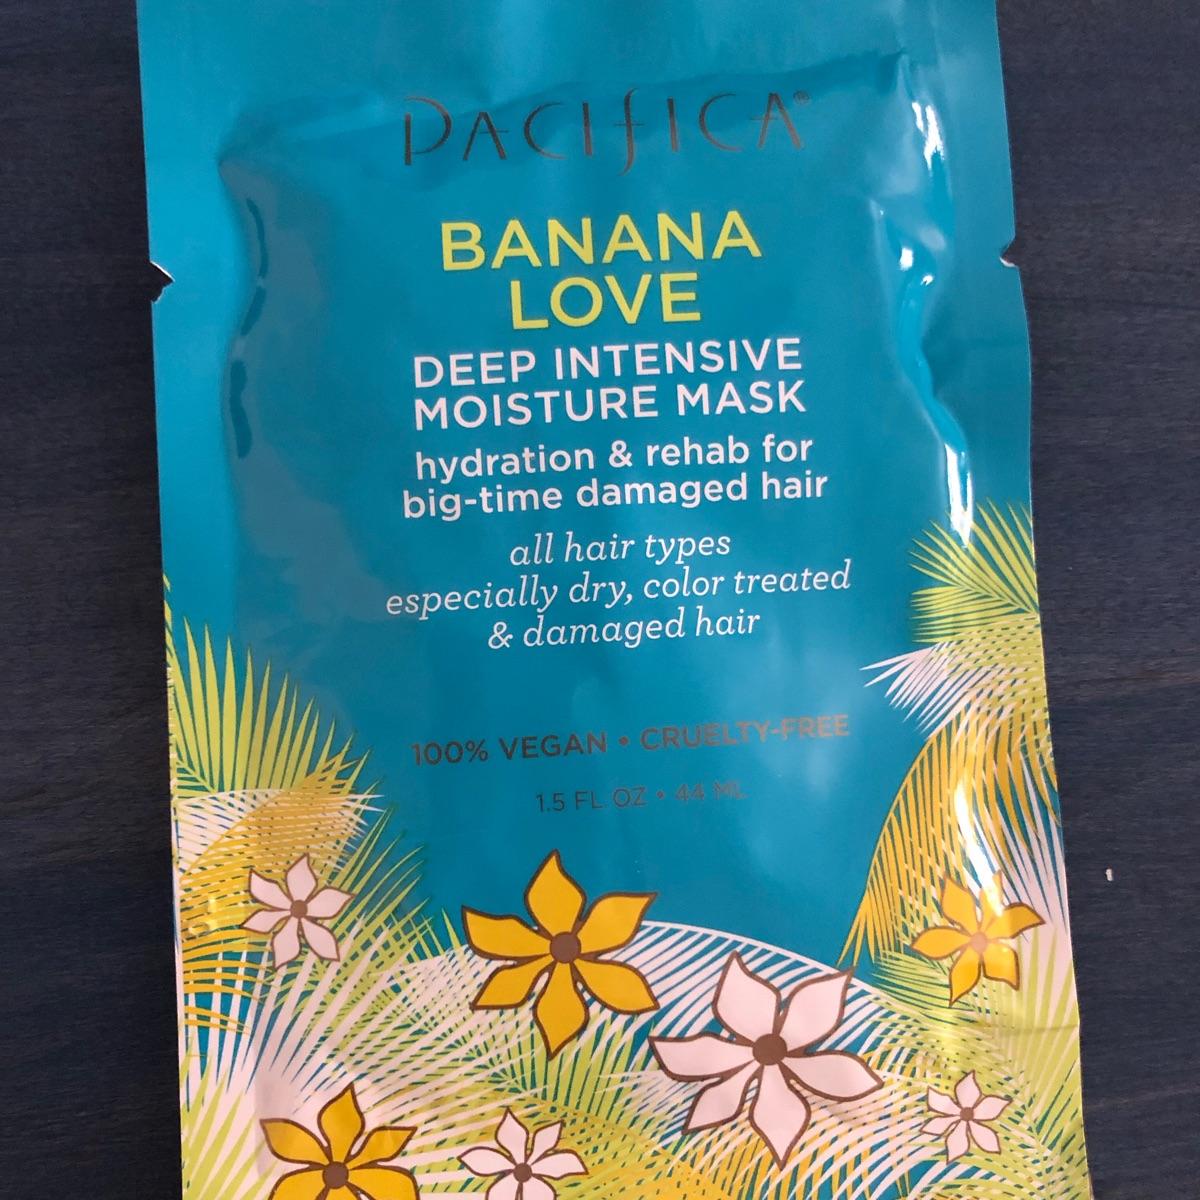 PACIFICA®
BANANA
LOVE
DEEP INTENSIVE
MOISTURE MASK
hydration & rehab for
big-time damaged hair
all hair types
especially dry, color treated
& damaged hair
100% VEGAN • CRUELTY-FREE
1.5 FL OZ • 44 ML